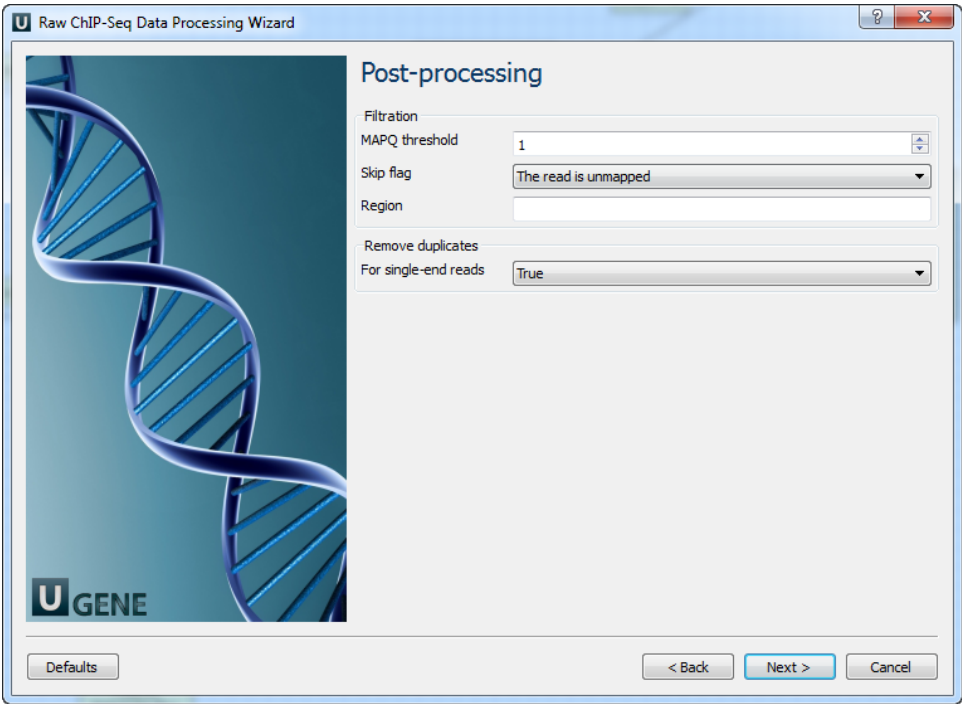 U Raw ChIP-Seq Data Processing Wizard
?
Post-processing
Filtration
MAPQ threshold
1
Skip flag
The read is unmapped
Region
Remove duplicates
For single-end reads
True
U GENE
Defaults
< Back
Next >
Cancel